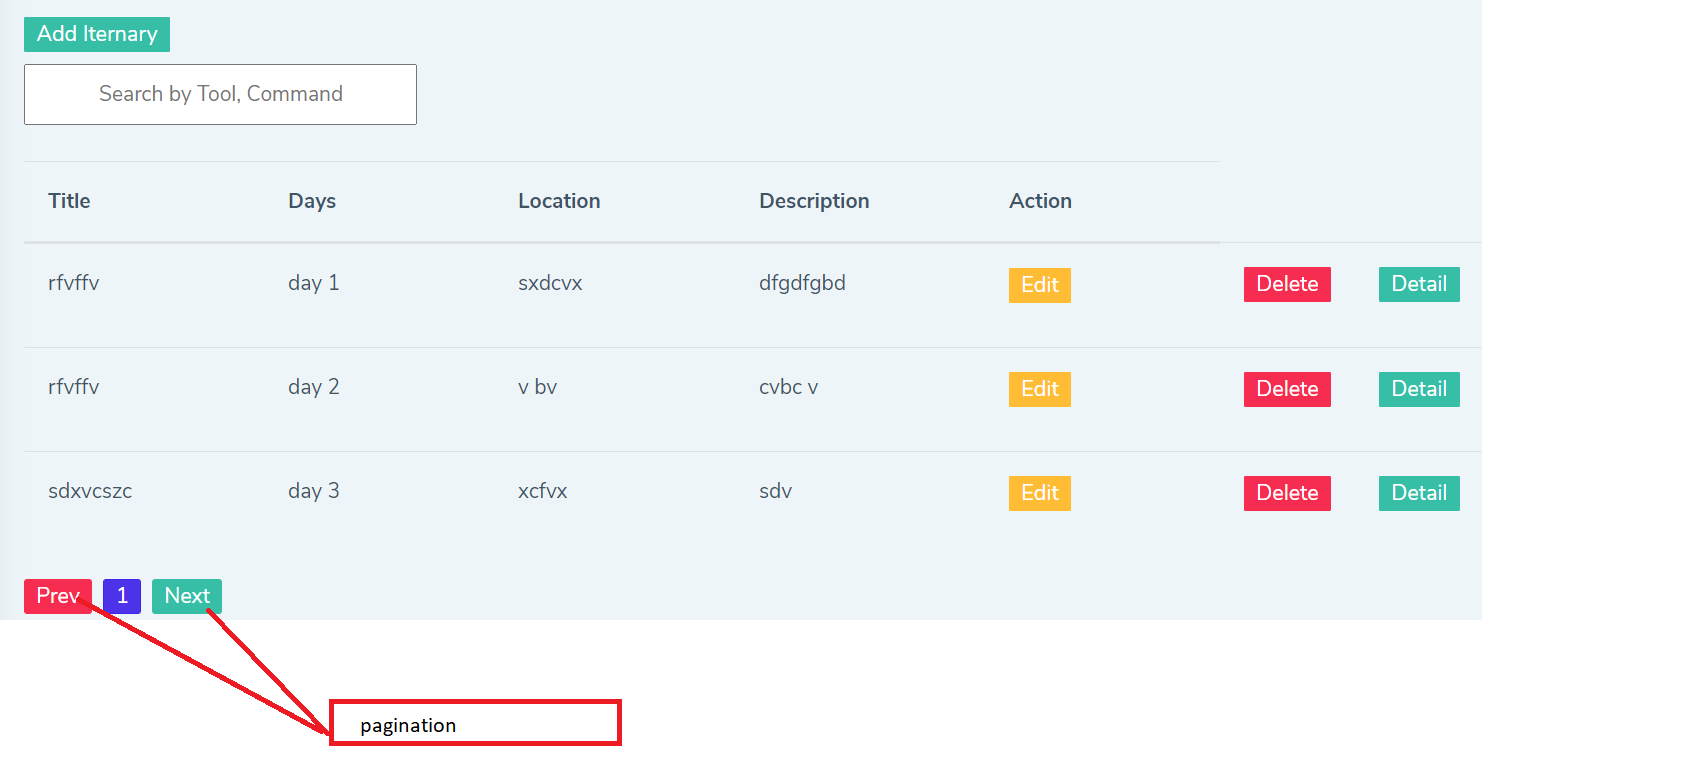 Add Iternary
Search by Tool, Command
Title Days Location Description Action
rfvffv day 1 sxdcvx dfgdfgbd Edit Delete Detail
rfvffv day 2 v bv cvbc v Edit Delete Detail
sdxvcszc day 3 xcfvx sdv Edit Delete Detail
Prev 1 Next
pagination